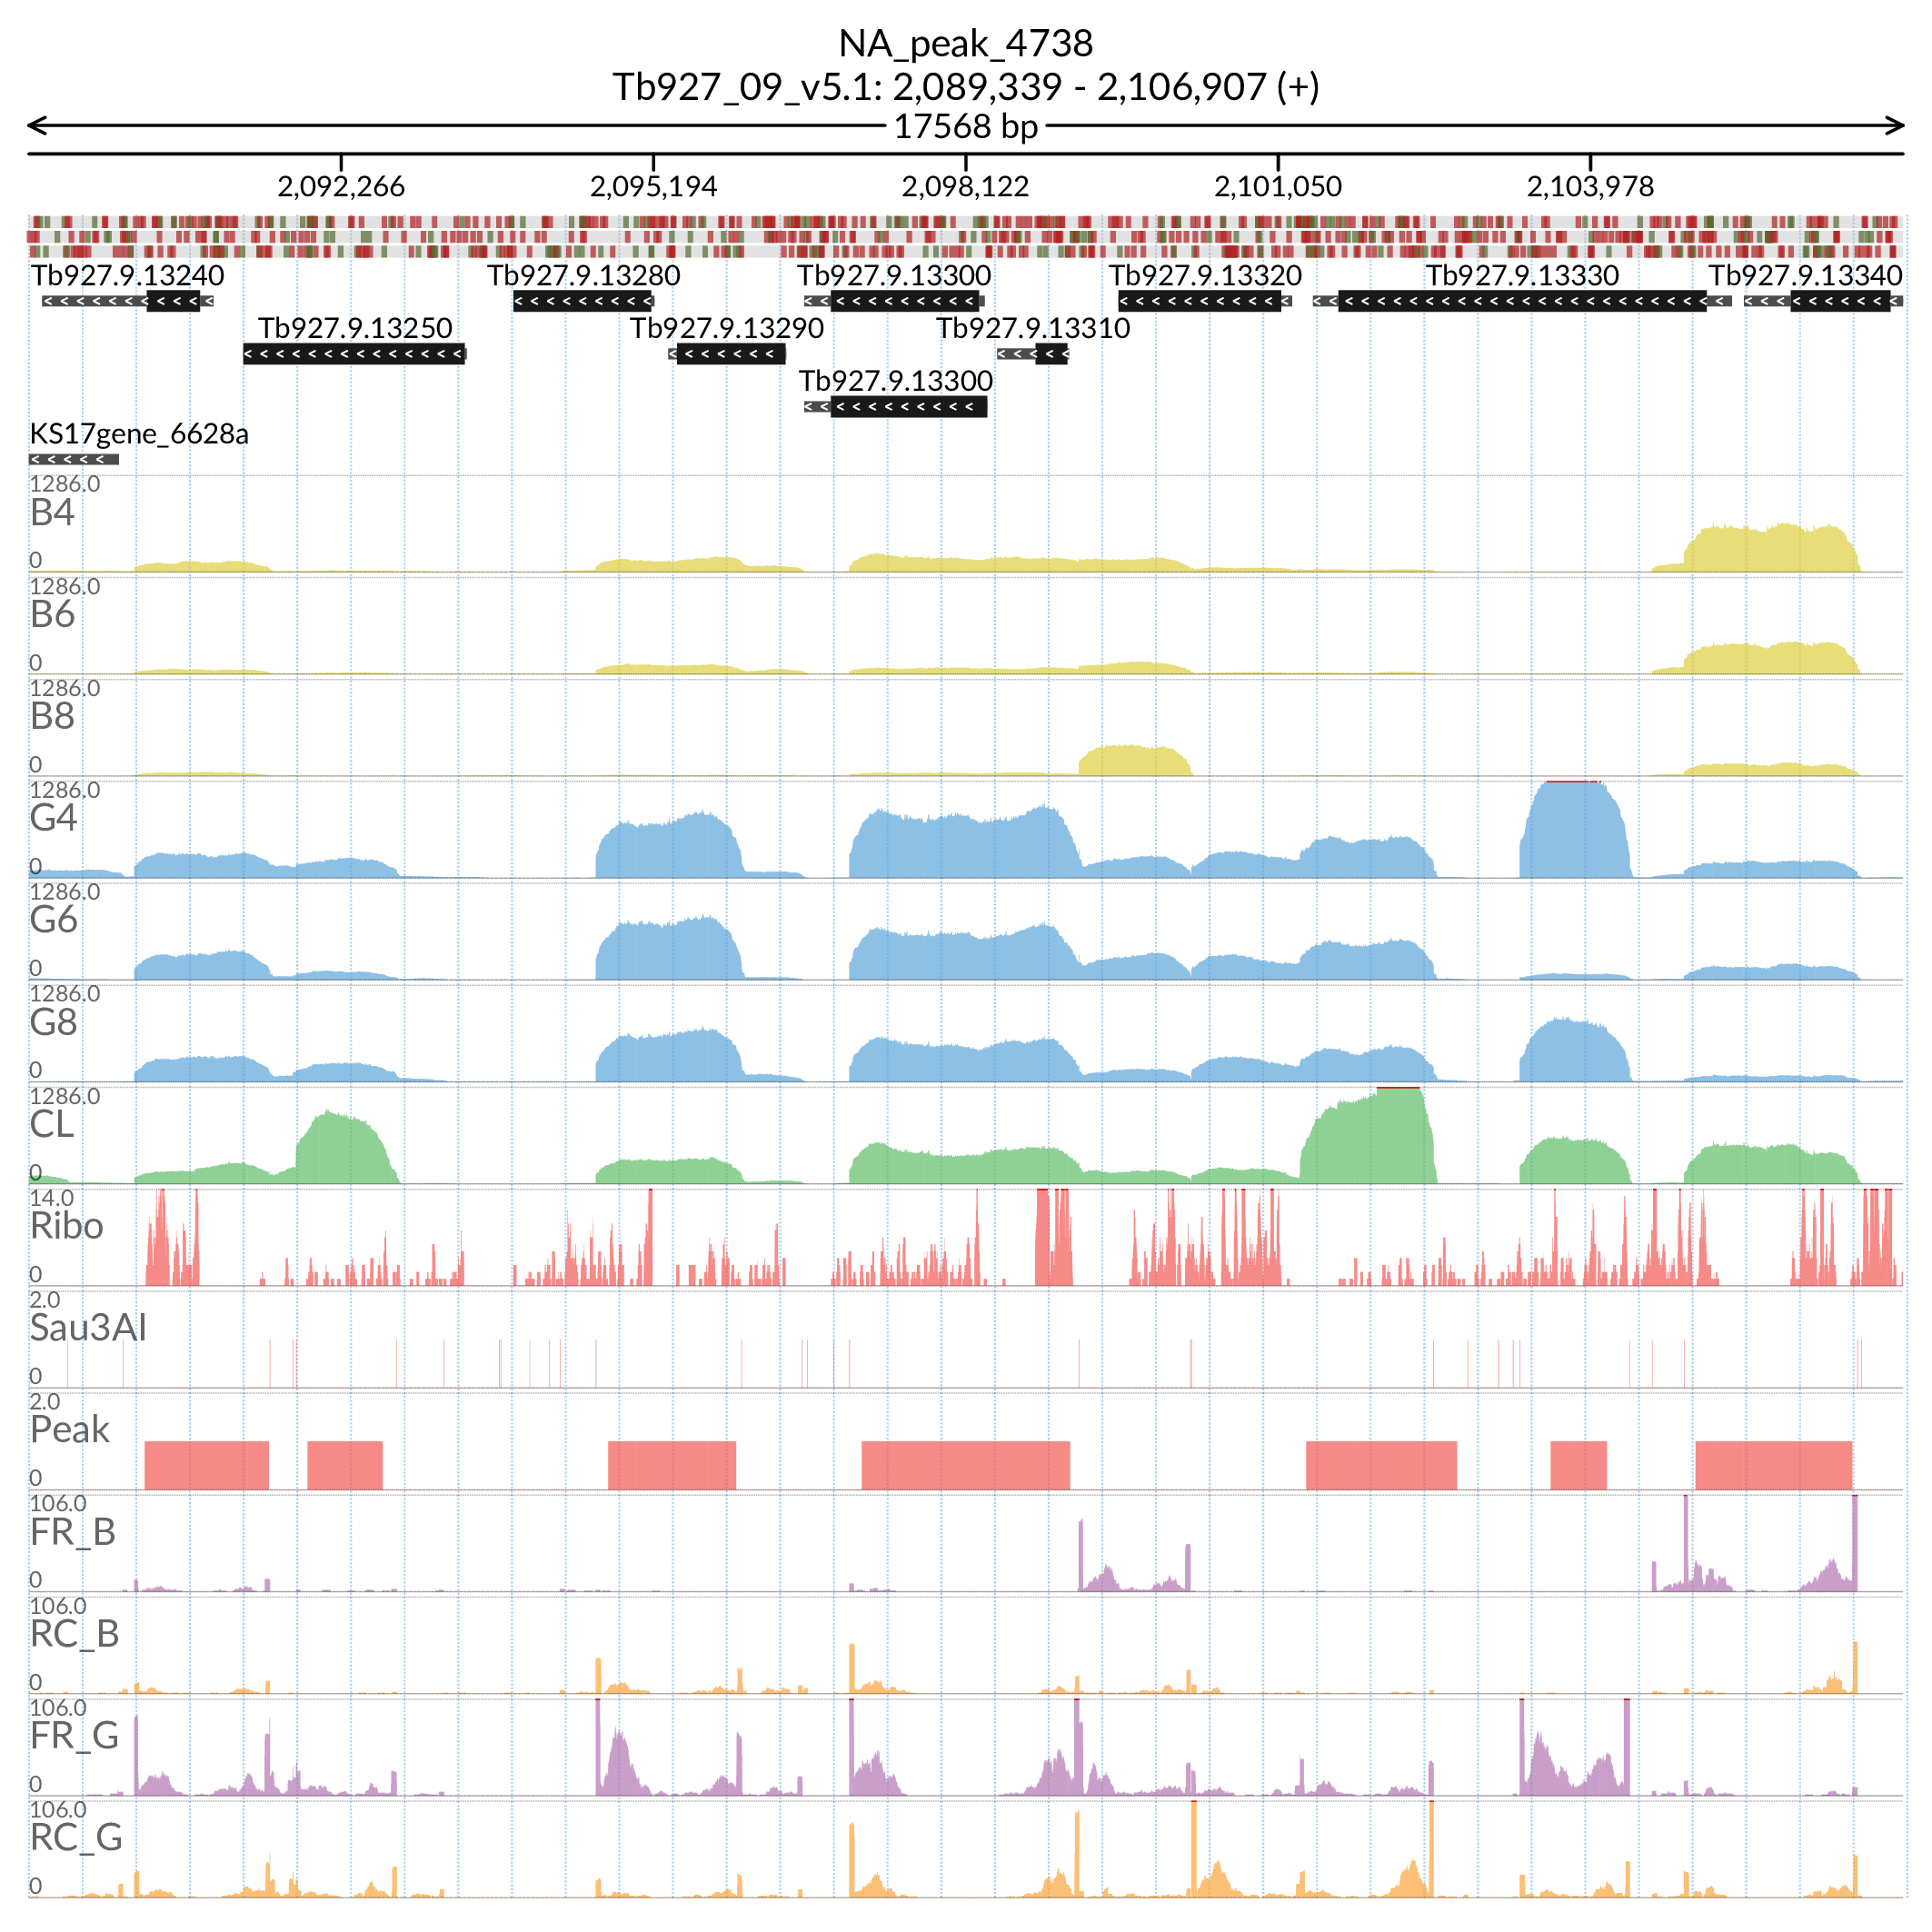 NA_peak_4738
Tb927_09_v5.1: 2,089,339 - 2,106,907 (+)
17568 bp
2,092,266 2,095,194 2,098,122 2,101,050 2,103,978
Tb927.9.13240 Tb927.9.13280 Tb927.9.13300 Tb927.9.13320 Tb927.9.13330 Tb927.9.13340
Tb927.9.13250 Tb927.9.13290 Tb927.9.13310
Tb927.9.13300
KS17gene_6628a
1286.0
B4
0
1286.0
B6
0
1286.0
B8
0
1286.0
G4
0
1286.0
G6
0
1286.0
G8
0
1286.0
CL
0
14.0
Ribo
0
2.0
Sau3AI
0
2.0
Peak
0
106.0
FR_B
0
106.0
RC_B
0
106.0
FR_G
0
106.0
RC_G
0